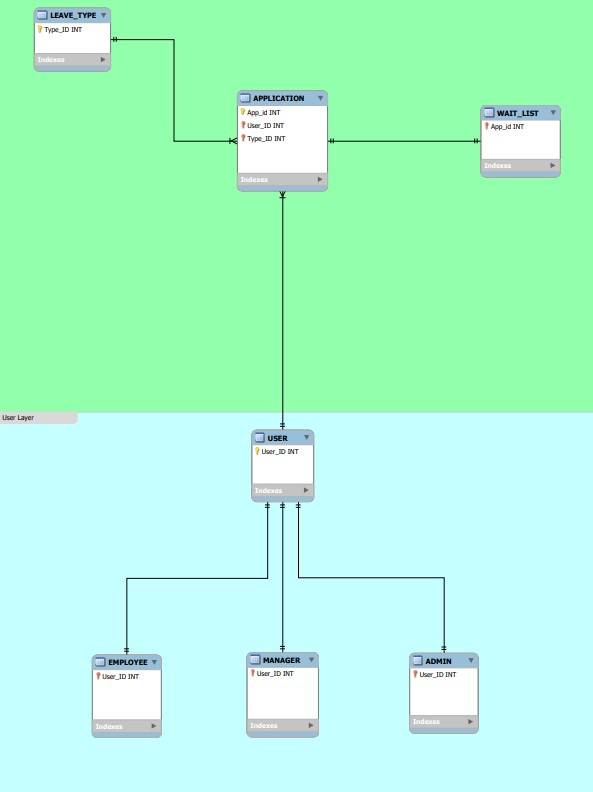 LEAVE_TYPE
Type_ID INT
Indexes
APPLICATION
App_id INT
User_ID INT
Type_ID INT
Indexes
WAIT_LIST
App_id INT
Indexes
User Layer
USER
User_ID INT
Indexes
EMPLOYEE
User_ID INT
Indexes
MANAGER
User_ID INT
Indexes
ADMIN
User_ID INT
Indexes